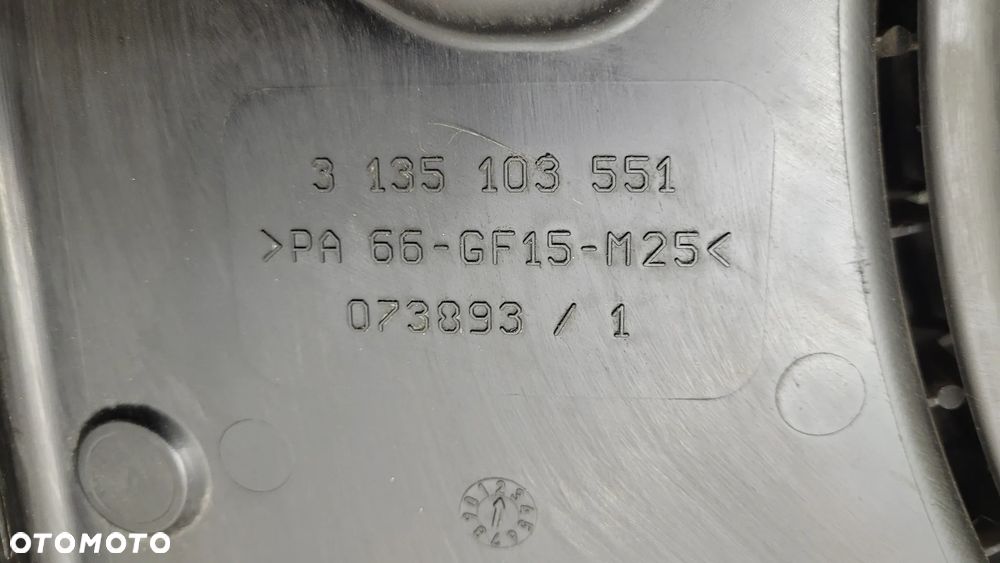 3 135 103 551
>PA 66-GF15-M25<
073893 / 1
OTOMOTO